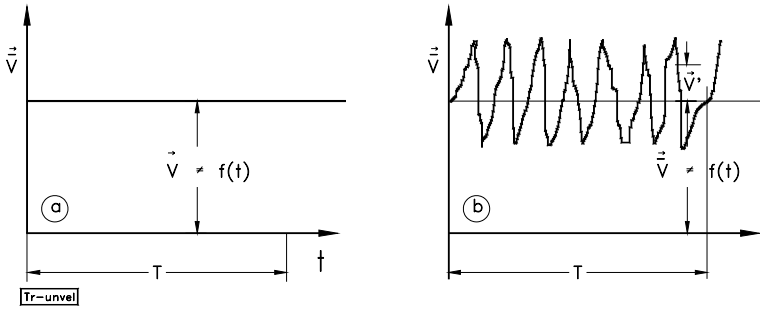 V̄⃗
V⃗ ≠ f(t)
a
t
T
Tr-unvel
V̄⃗
V⃗'
V̄⃗ ≠ f(t)
b
T